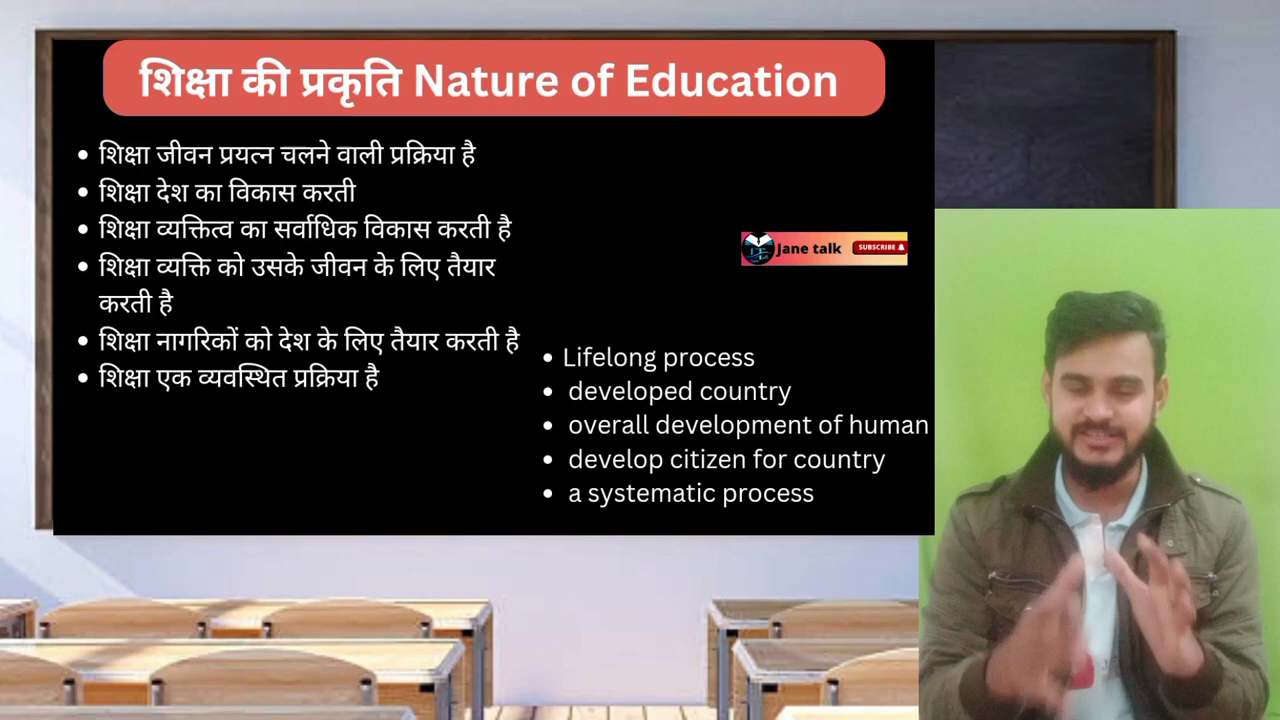 शिक्षा की प्रकृति Nature of Education
• शिक्षा जीवन प्रयत्न चलने वाली प्रक्रिया है
• शिक्षा देश का विकास करती
• शिक्षा व्यक्तित्व का सर्वाधिक विकास करती है
• शिक्षा व्यक्ति को उसके जीवन के लिए तैयार
करती है
• शिक्षा नागरिकों को देश के लिए तैयार करती है
• शिक्षा एक व्यवस्थित प्रक्रिया है
Jane talk
SUBSCRIBE
• Lifelong process
• developed country
• overall development of human
• develop citizen for country
• a systematic process